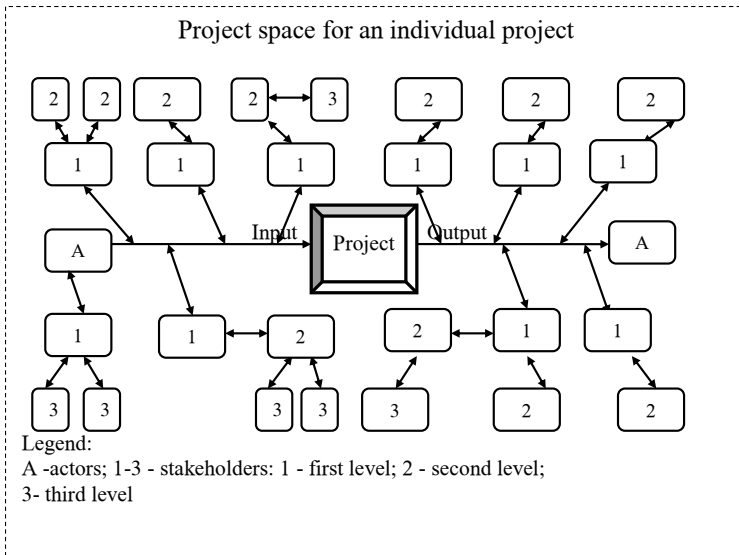 Project space for an individual project
2 2 2 2 3 2 2 2
1 1 1 1 1 1
Input Output
A Project A
1 1 2 2 1 1
3 3 3 3 3 2 2
Legend:
A -actors; 1-3 - stakeholders: 1 - first level; 2 - second level;
3- third level